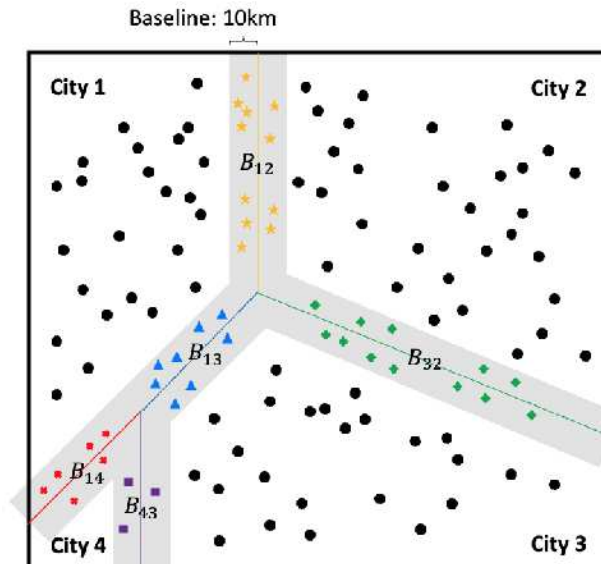 Baseline: 10km
City 1
City 2
B12
B13
B32
B14
B43
City 4
City 3